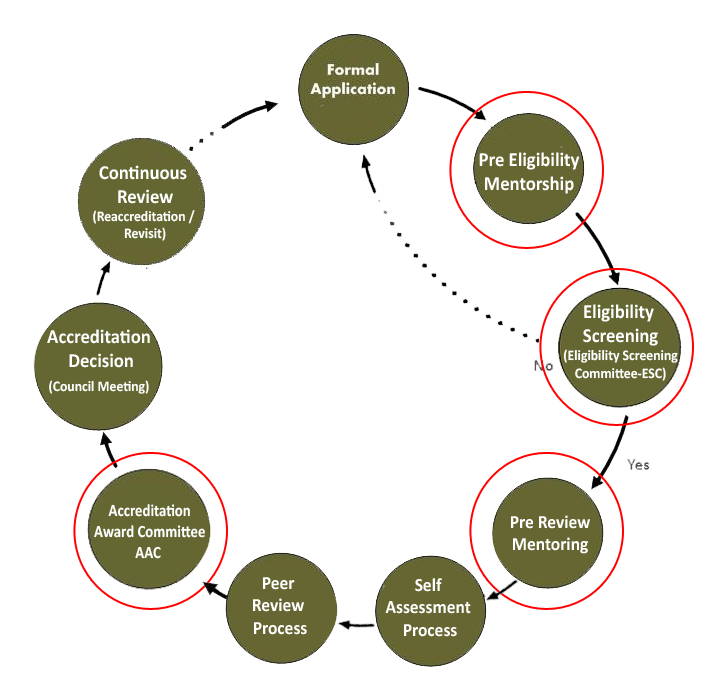 Formal
Application
Pre Eligibility
Mentorship
Eligibility
Screening
(Eligibility Screening
Committee-ESC)
No
Yes
Pre Review
Mentoring
Self
Assessment
Process
Peer
Review
Process
Accreditation
Award Committee
AAC
Accreditation
Decision
(Council Meeting)
Continuous
Review
(Reaccreditation /
Revisit)